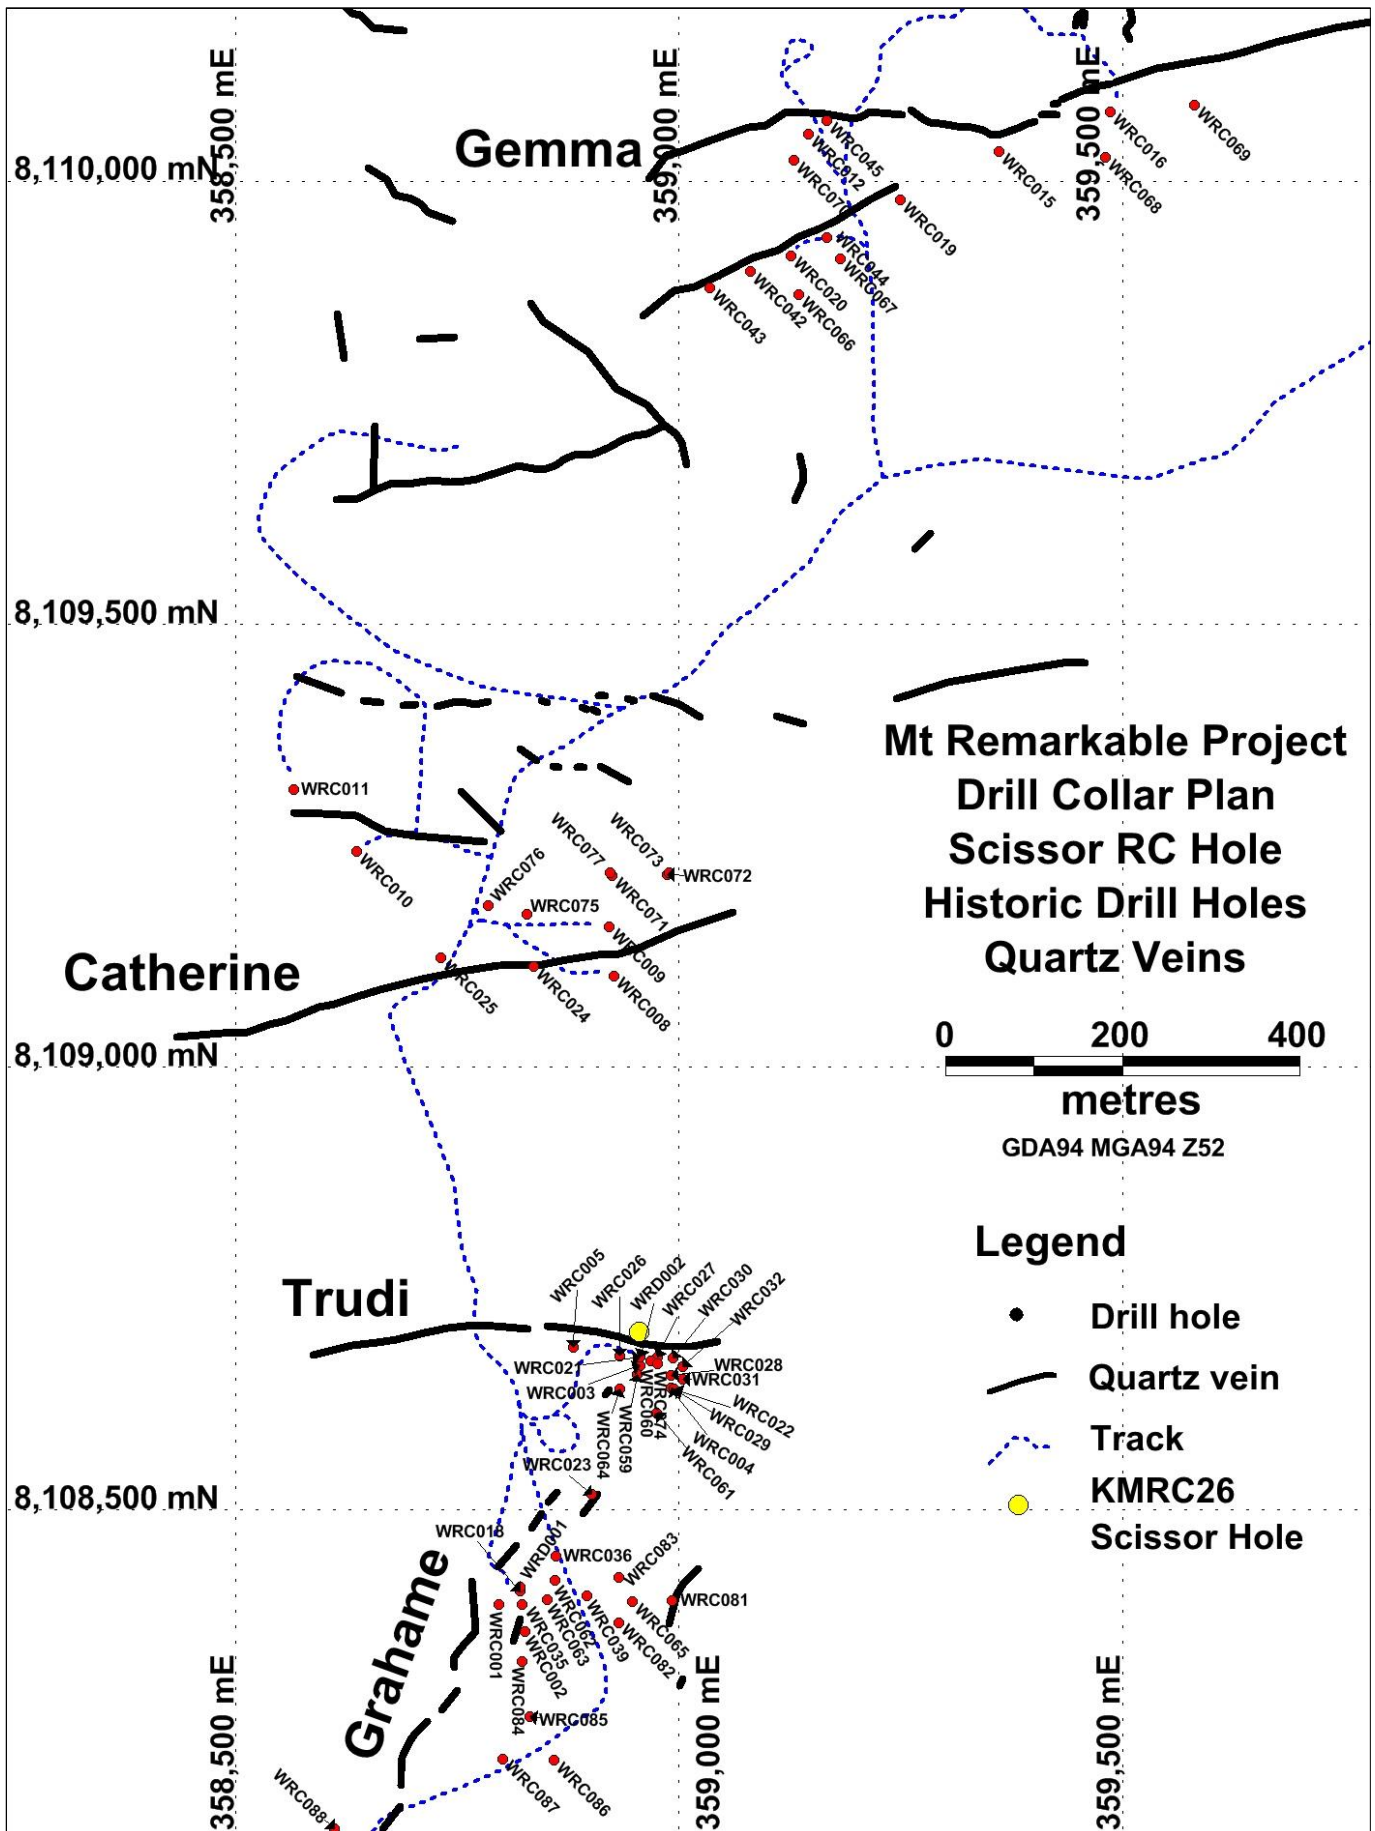 358,500 mE
359,000 mE
359,500 mE
Gemma
8,110,000 mN
WRC045
WRC012
WRC070
WRC019
WRC015
WRC016
WRC068
WRC069
WRC044
WRC067
WRC020
WRC066
WRC042
WRC043
8,109,500 mN
Mt Remarkable Project
Drill Collar Plan
Scissor RC Hole
Historic Drill Holes
Quartz Veins
WRC011
WRC010
WRC076
WRC077
WRC073
WRC072
WRC071
WRC075
WRC009
WRC008
WRC025
WRC024
Catherine
8,109,000 mN
0 200 400
metres
GDA94 MGA94 Z52
Trudi
WRC005
WRC026
WRD002
WRC027
WRC030
WRC032
WRC021
WRC003
WRC028
WRC031
WRC022
WRC029
WRC004
WRC061
WRC074
WRC060
WRC059
WRC064
WRC023
8,108,500 mN
Legend
Drill hole
Quartz vein
Track
KMRC26
Scissor Hole
WRC018
WRD001
WRC036
WRC083
WRC081
WRC065
WRC082
WRC039
WRC062
WRC063
WRC035
WRC002
WRC001
WRC084
WRC085
WRC087
WRC086
WRC088
Grahame
358,500 mE
359,000 mE
359,500 mE